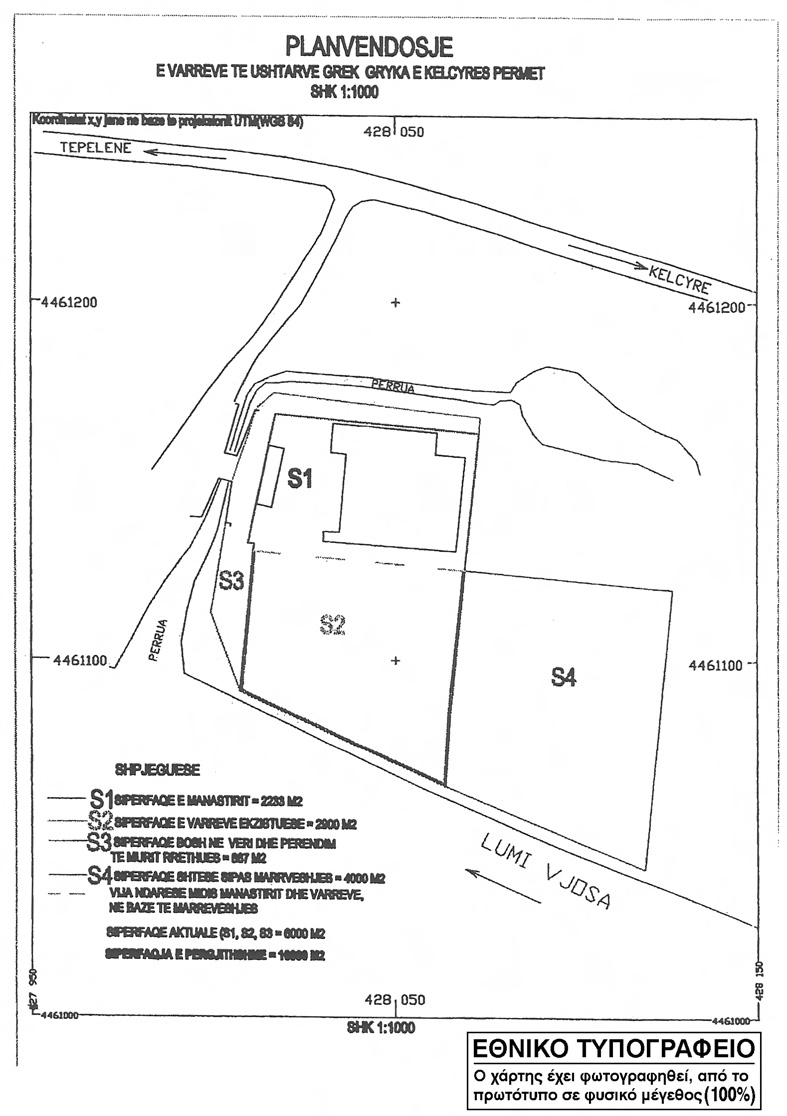 PLANVENDOSJE
E VARREVE TE USHTARVE GREK GRYKA E KELCYRES PERMET
SHK 1:1000
Koordinatat x,y jane ne baze te projeksionit UTM(WGS 84)
428 050
TEPELENE
KELCYRE
4461200
4461200
PERRUA
S1
S3
S2
PERRUA
4461100
4461100
S4
SHPJEGUESE
S1 SIPERFAQE E MANASTIRIT = 2233 M2
S2 SIPERFAQE E VARREVE EKZISTUESE = 2900 M2
S3 SIPERFAQE BOSH NE VERI DHE PERENDIM
TE MURIT RRETHUES = 867 M2
S4 SIPERFAQE SHTESE SIPAS MARRVESHJES = 4000 M2
VIJA NDARESE MIDIS MANASTIRIT DHE VARREVE,
NE BAZE TE MARREVESHJES
SIPERFAQE AKTUALE (S1, S2, S3 = 6000 M2
SIPERFAQJA E PERGJITHSHME = 10000 M2
LUMI VJOSA
427 950
428 150
4461000
428 050
4461000
SHK 1:1000
ΕΘΝΙΚΟ ΤΥΠΟΓΡΑΦΕΙΟ
Ο χάρτης έχει φωτογραφηθεί, από το
πρωτότυπο σε φυσικό μέγεθος (100%)